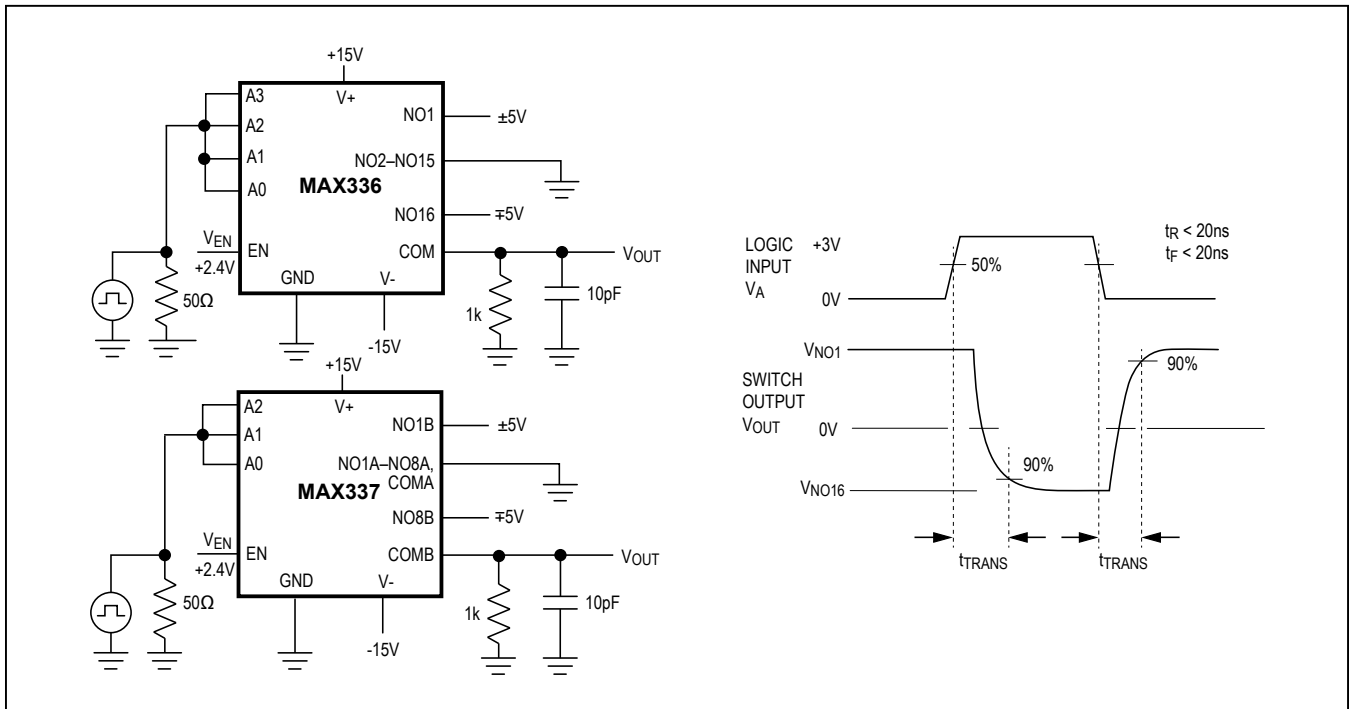 +15V
A3
V+
A2
NO1
±5V
A1
NO2–NO15
A0
MAX336
NO16
∓5V
VEN
EN
+2.4V
COM
VOUT
GND
V-
50Ω
1k
10pF
-15V
+15V
A2
V+
A1
NO1B
±5V
A0
NO1A–NO8A,
COMA
MAX337
NO8B
∓5V
VEN
EN
+2.4V
COMB
VOUT
GND
V-
50Ω
1k
10pF
-15V
LOGIC
INPUT
VA
+3V
0V
50%
tR < 20ns
tF < 20ns
VNO1
SWITCH
OUTPUT
VOUT
0V
90%
90%
VNO16
tTRANS
tTRANS